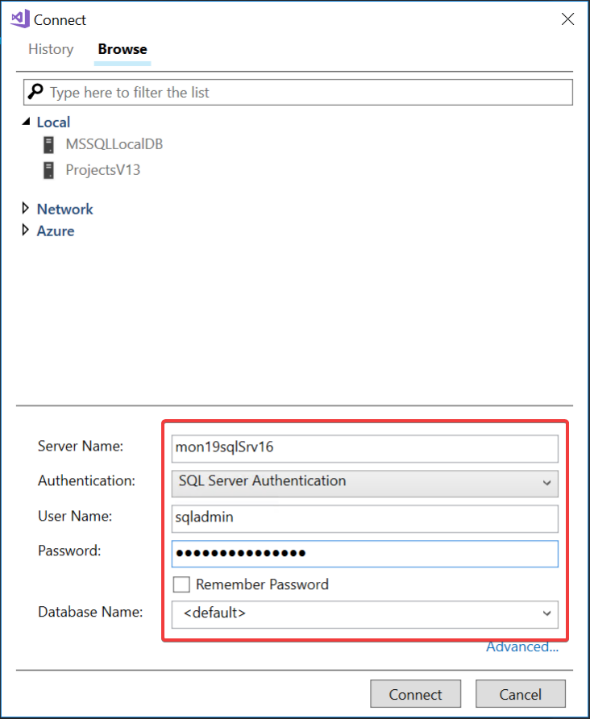 Connect
History Browse
Type here to filter the list
Local
MSSQLLocalDB
ProjectsV13
Network
Azure
Server Name: mon19sqlSrv16
Authentication: SQL Server Authentication
User Name: sqladmin
Password: ●●●●●●●●●●●●●●●
Remember Password
Database Name: <default>
Advanced...
Connect Cancel